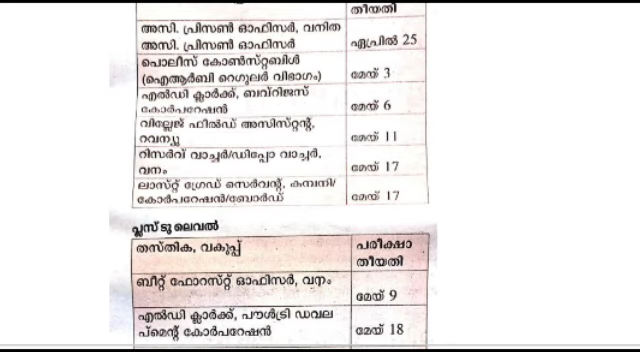 തീയതി
അസി. പ്രിസൺ ഓഫിസർ, വനിത
അസി. പ്രിസൺ ഓഫിസർ
ഏപ്രിൽ 25
പൊലീസ് കോൺസ്റ്റബിൾ
(ഐആർബി റെഗുലർ വിഭാഗം)
മേയ് 3
എൽഡി ക്ലാർക്ക്, ബവ്റിജസ്
കോർപറേഷൻ
മേയ് 6
വില്ലേജ് ഫീൽഡ് അസിസ്റ്റന്റ്,
റവന്യൂ
മേയ് 11
റിസർവ് വാച്ചർ/ഡിപ്പോ വാച്ചർ,
വനം
മേയ് 17
ലാസ്റ്റ് ഗ്രേഡ് സെർവന്റ്, കമ്പനി/
കോർപറേഷൻ/ബോർഡ്
മേയ് 17
പ്ലസ് ടു ലെവൽ
തസ്തിക, വകുപ്പ്
പരീക്ഷാ
തീയതി
ബീറ്റ് ഫോറസ്റ്റ് ഓഫിസർ, വനം
മേയ് 9
എൽഡി ക്ലാർക്ക്, പൗൾട്രി ഡവല
പ്മെന്റ് കോർപറേഷൻ
മേയ് 18